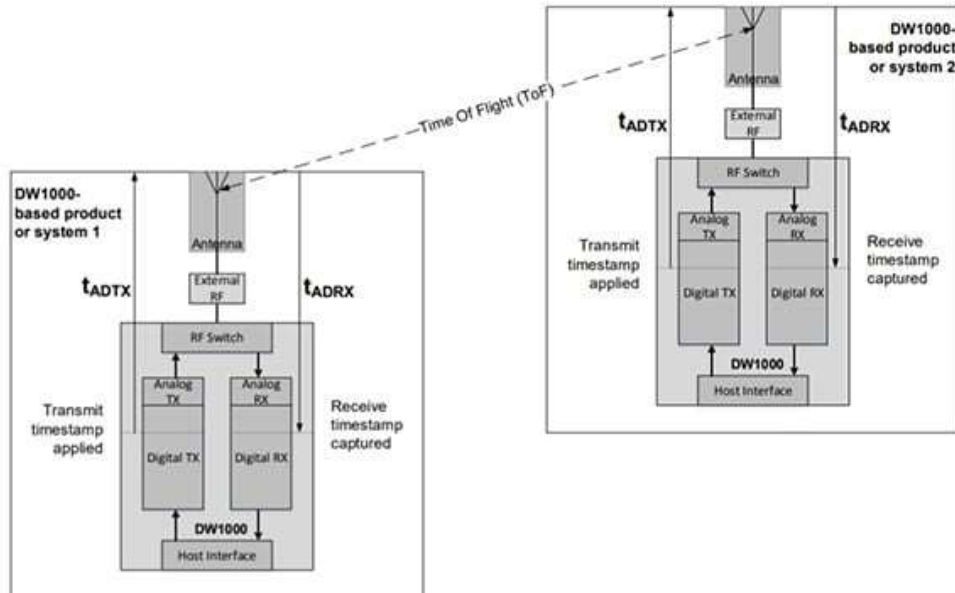 DW1000-
based product
or system 2
Antenna
Time Of Flight (ToF)
External
RF
tADTX
tADRX
RF Switch
DW1000-
based product
or system 1
Analog
TX
Analog
RX
Antenna
Transmit
timestamp
applied
Receive
timestamp
captured
Digital TX
Digital RX
External
RF
tADTX
tADRX
RF Switch
DW1000
Host Interface
Analog
TX
Analog
RX
Transmit
timestamp
applied
Receive
timestamp
captured
Digital TX
Digital RX
DW1000
Host Interface